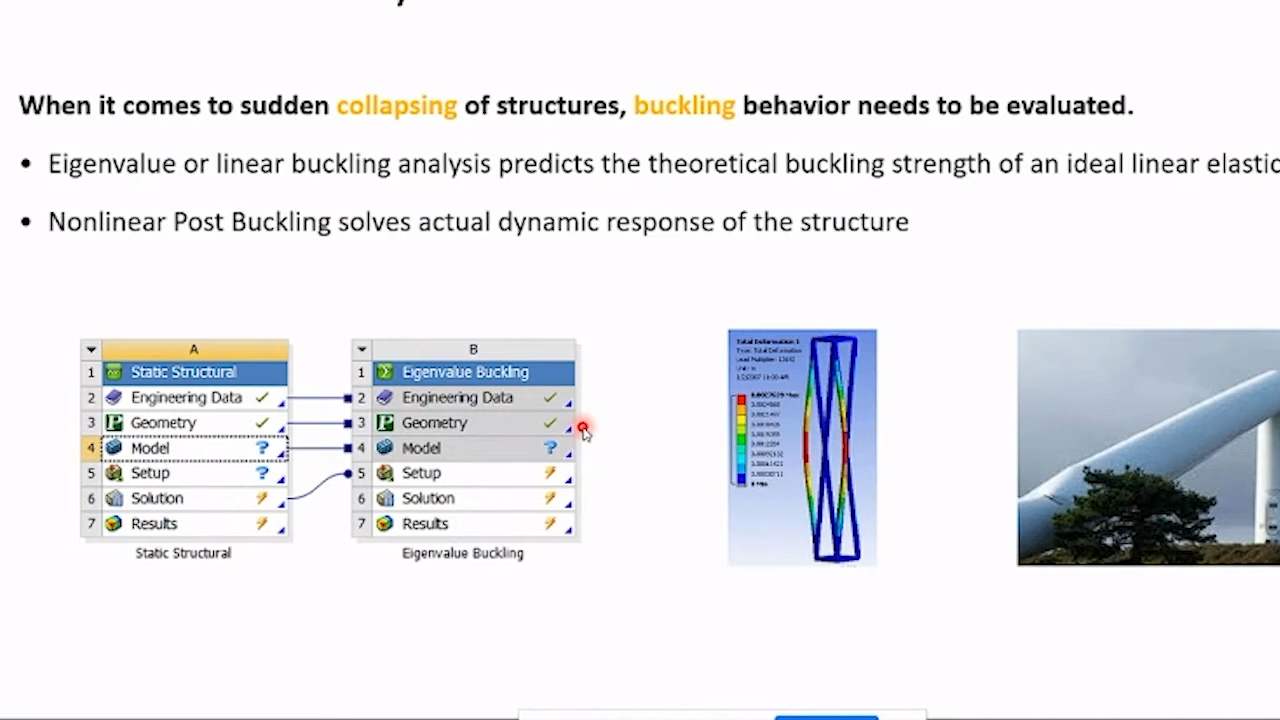 When it comes to sudden collapsing of structures, buckling behavior needs to be evaluated.
• Eigenvalue or linear buckling analysis predicts the theoretical buckling strength of an ideal linear elastic
• Nonlinear Post Buckling solves actual dynamic response of the structure
A
1 Static Structural
2 Engineering Data
3 Geometry
4 Model ?
5 Setup ?
6 Solution
7 Results
Static Structural
B
1 Eigenvalue Buckling
2 Engineering Data
3 Geometry
4 Model ?
5 Setup
6 Solution
7 Results
Eigenvalue Buckling
Total Deformation
Type: Total Deformation